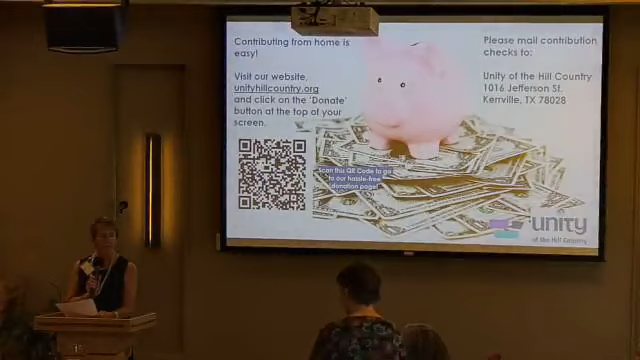 Contributing from home is
easy!
Visit our website,
unityhillcountry.org
and click on the 'Donate'
button at the top of your
screen.
Scan this QR Code to go
to our hassle-free
donation page!
Please mail contribution
checks to:
Unity of the Hill Country
1016 Jefferson St.
Kerrville, TX 78028
unity
of the Hill Country